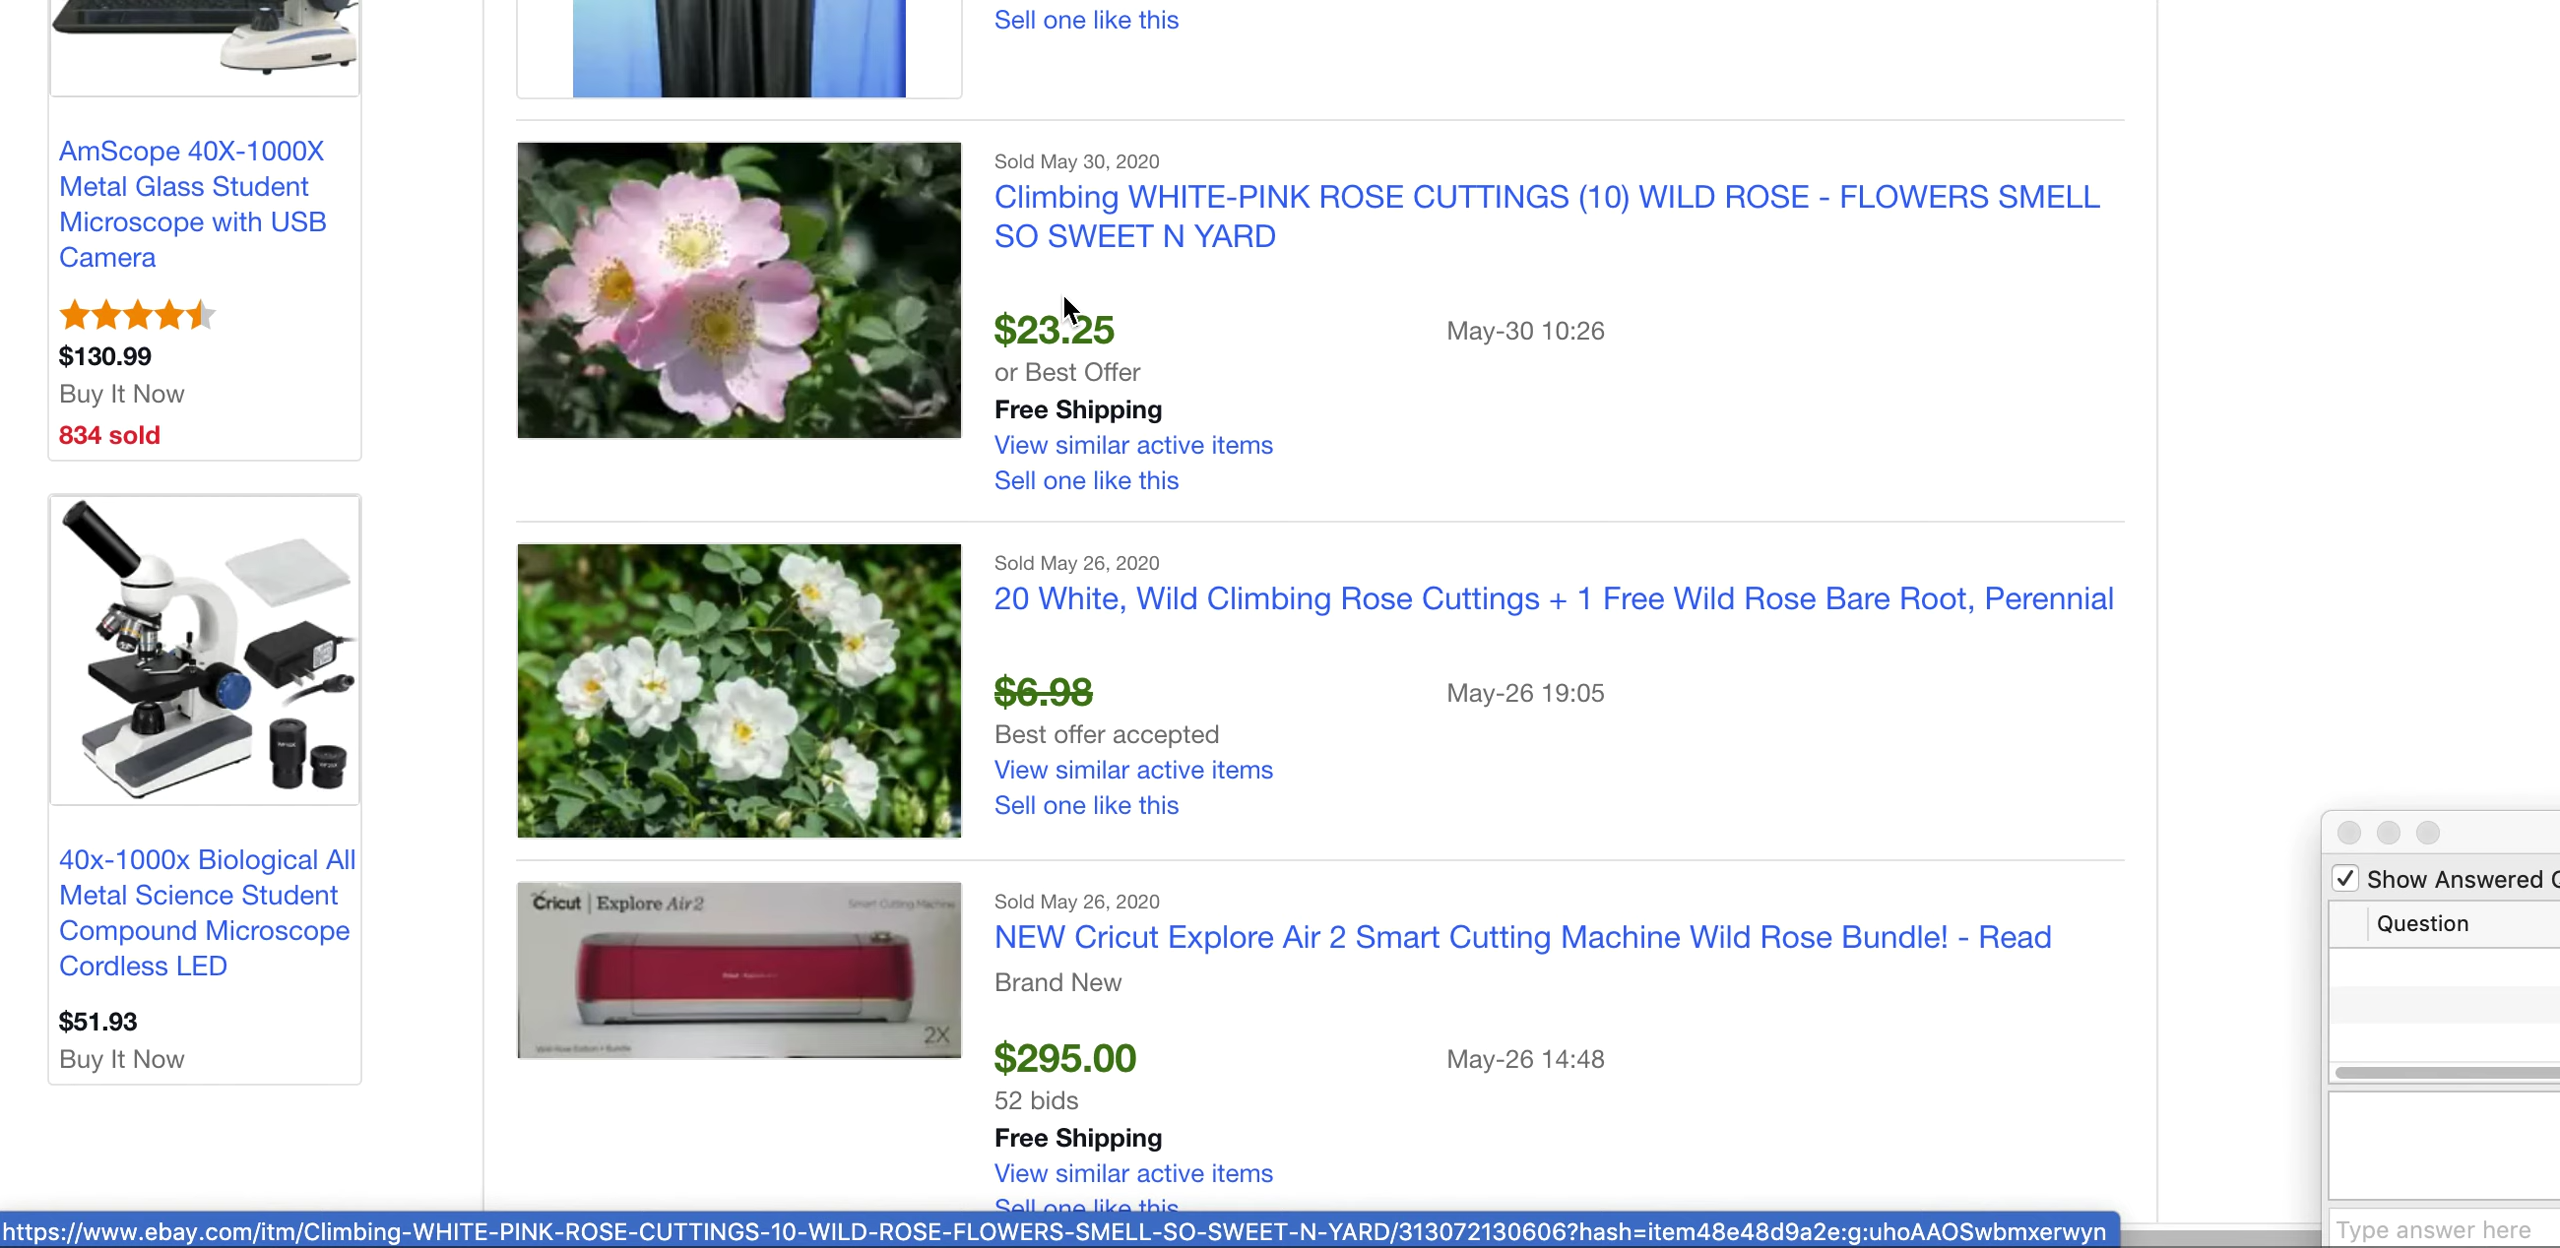 Sell one like this
AmScope 40X-1000X
Metal Glass Student
Microscope with USB
Camera
$130.99
Buy It Now
834 sold
40x-1000x Biological All
Metal Science Student
Compound Microscope
Cordless LED
$51.93
Buy It Now
Sold May 30, 2020
Climbing WHITE-PINK ROSE CUTTINGS (10) WILD ROSE - FLOWERS SMELL
SO SWEET N YARD
$23.25
May-30 10:26
or Best Offer
Free Shipping
View similar active items
Sell one like this
Sold May 26, 2020
20 White, Wild Climbing Rose Cuttings + 1 Free Wild Rose Bare Root, Perennial
$6.98
May-26 19:05
Best offer accepted
View similar active items
Sell one like this
Cricut | Explore Air 2
Smart Cutting Machine
2X
Sold May 26, 2020
NEW Cricut Explore Air 2 Smart Cutting Machine Wild Rose Bundle! - Read
Brand New
$295.00
May-26 14:48
52 bids
Free Shipping
View similar active items
Sell one like this
Show Answered
Question
Type answer here
https://www.ebay.com/itm/Climbing-WHITE-PINK-ROSE-CUTTINGS-10-WILD-ROSE-FLOWERS-SMELL-SO-SWEET-N-YARD/313072130606?hash=item48e48d9a2e:g:uhoAAOSwbmxerwyn